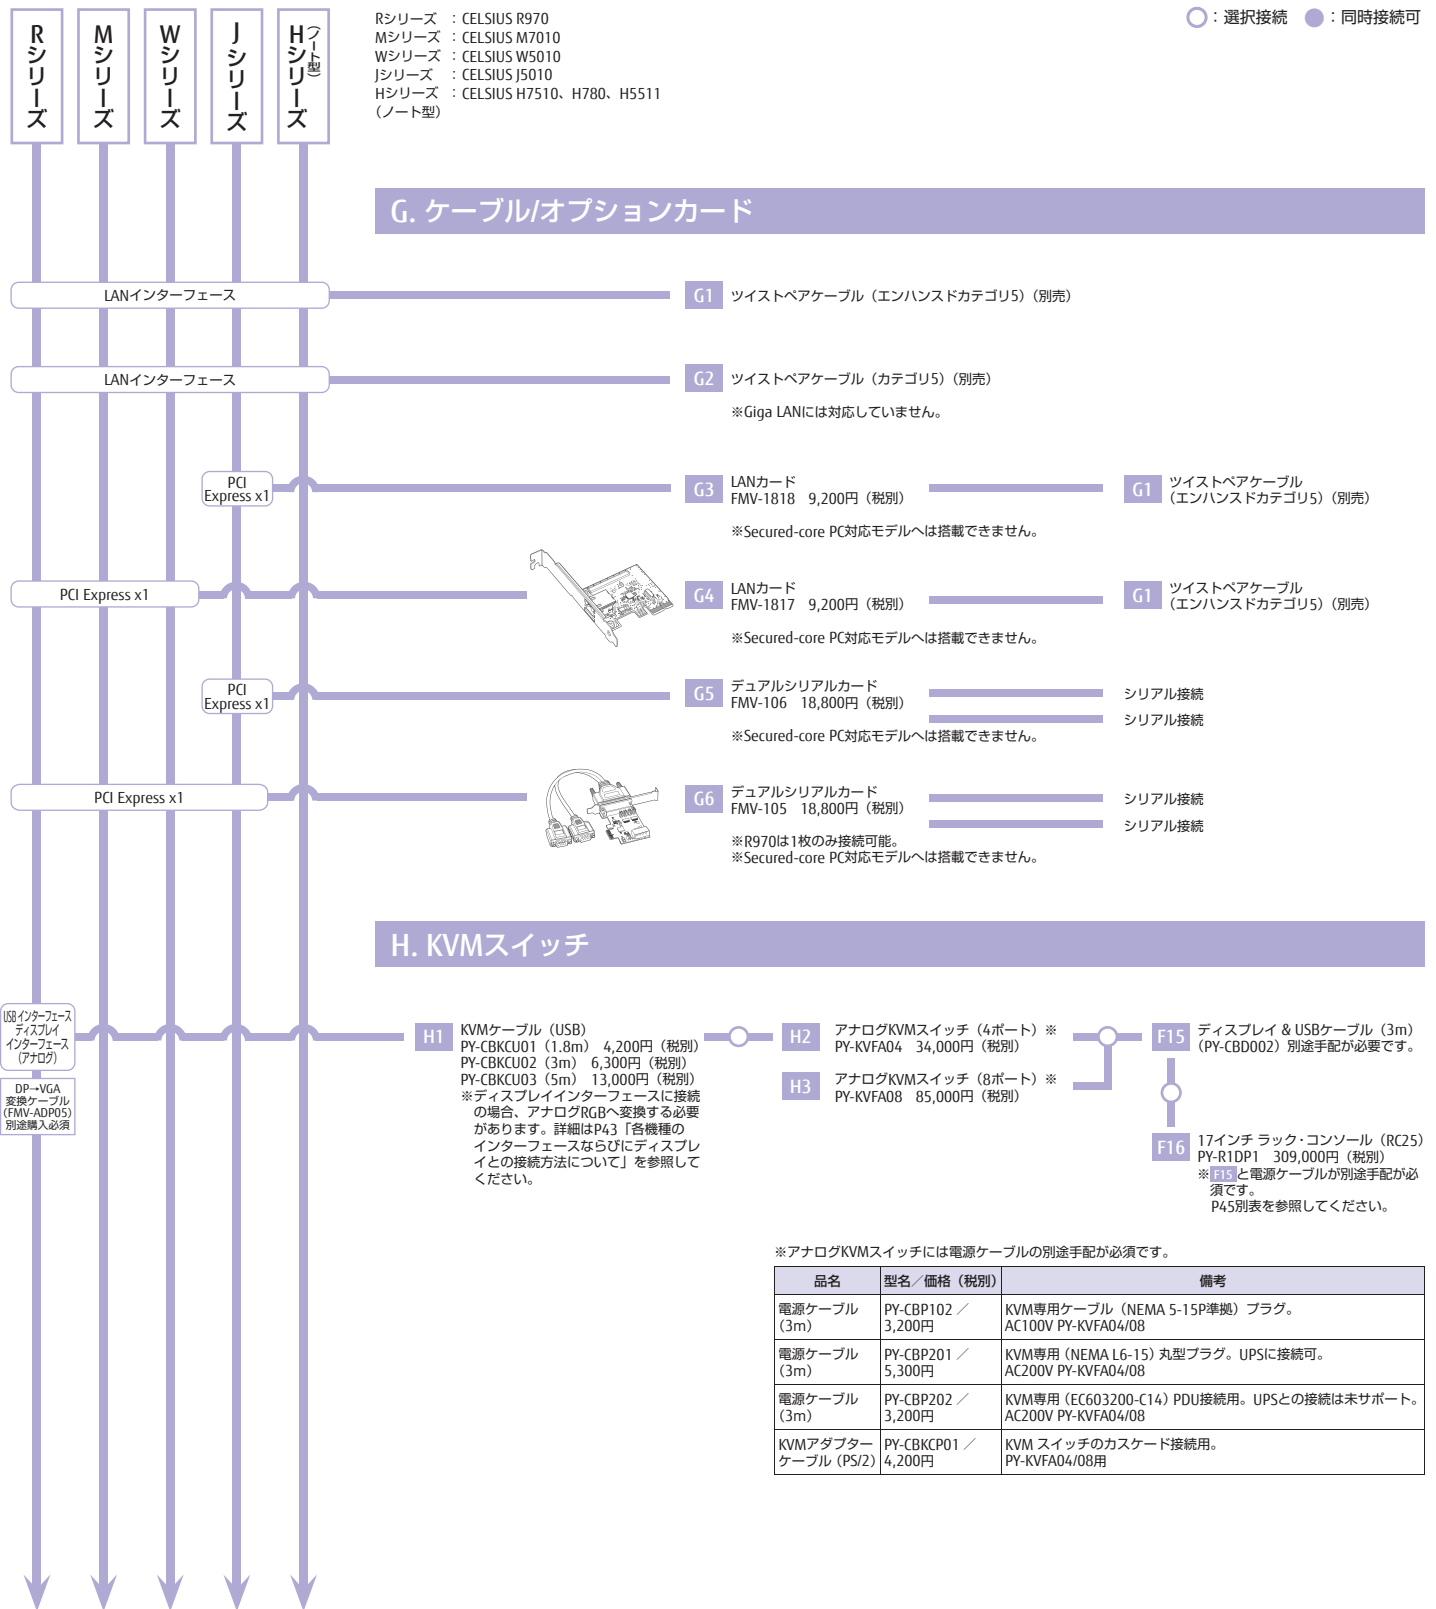 Rシリーズ
Mシリーズ
Wシリーズ
Jシリーズ
Hシリーズ（ノート型）
Rシリーズ ：CELSIUS R970
Mシリーズ ：CELSIUS M7010
Wシリーズ ：CELSIUS W5010
Jシリーズ ：CELSIUS J5010
Hシリーズ ：CELSIUS H7510、H780、H5511
（ノート型）
：選択接続 ：同時接続可
G. ケーブル/オプションカード
LANインターフェース
G1 ツイストペアケーブル（エンハンスドカテゴリ5）（別売）
LANインターフェース
G2 ツイストペアケーブル（カテゴリ5）（別売）
※Giga LANには対応していません。
PCI
Express x1
G3 LANカード
FMV-1818 9,200円（税別）
※Secured-core PC対応モデルへは搭載できません。
G1 ツイストペアケーブル
（エンハンスドカテゴリ5）（別売）
PCI Express x1
G4 LANカード
FMV-1817 9,200円（税別）
※Secured-core PC対応モデルへは搭載できません。
G1 ツイストペアケーブル
（エンハンスドカテゴリ5）（別売）
PCI
Express x1
G5 デュアルシリアルカード
FMV-106 18,800円（税別）
※Secured-core PC対応モデルへは搭載できません。
シリアル接続
シリアル接続
PCI Express x1
G6 デュアルシリアルカード
FMV-105 18,800円（税別）
※R970は1枚のみ接続可能。
※Secured-core PC対応モデルへは搭載できません。
シリアル接続
シリアル接続
H. KVMスイッチ
USBインターフェース
ディスプレイ
インターフェース
（アナログ）
DP→VGA
変換ケーブル
（FMV-ADP05）
別途購入必須
H1 KVMケーブル（USB）
PY-CBKCU01（1.8m） 4,200円（税別）
PY-CBKCU02（3m） 6,300円（税別）
PY-CBKCU03（5m） 13,000円（税別）
※ディスプレイインターフェースに接続
の場合、アナログRGBへ変換する必要
があります。詳細はP43「各機種の
インターフェースならびにディスプレ
イとの接続方法について」を参照して
ください。
H2 アナログKVMスイッチ（4ポート）※
PY-KVFA04 34,000円（税別）
H3 アナログKVMスイッチ（8ポート）※
PY-KVFA08 85,000円（税別）
F15 ディスプレイ & USBケーブル（3m）
（PY-CBD002）別途手配が必要です。
F16 17インチ ラック・コンソール（RC25）
PY-R1DP1 309,000円（税別）
※ F15 と電源ケーブルが別途手配が必
須です。
P45別表を参照してください。
※アナログKVMスイッチには電源ケーブルの別途手配が必須です。
品名 型名／価格（税別） 備考
電源ケーブル
（3m）
PY-CBP102 ／
3,200円
KVM専用ケーブル（NEMA 5-15P準拠）プラグ。
AC100V PY-KVFA04/08
電源ケーブル
（3m）
PY-CBP201 ／
5,300円
KVM専用（NEMA L6-15）丸型プラグ。UPSに接続可。
AC200V PY-KVFA04/08
電源ケーブル
（3m）
PY-CBP202 ／
3,200円
KVM専用（EC603200-C14）PDU接続用。UPSとの接続は未サポート。
AC200V PY-KVFA04/08
KVMアダプター
ケーブル（PS/2）
PY-CBKCP01 ／
4,200円
KVM スイッチのカスケード接続用。
PY-KVFA04/08用